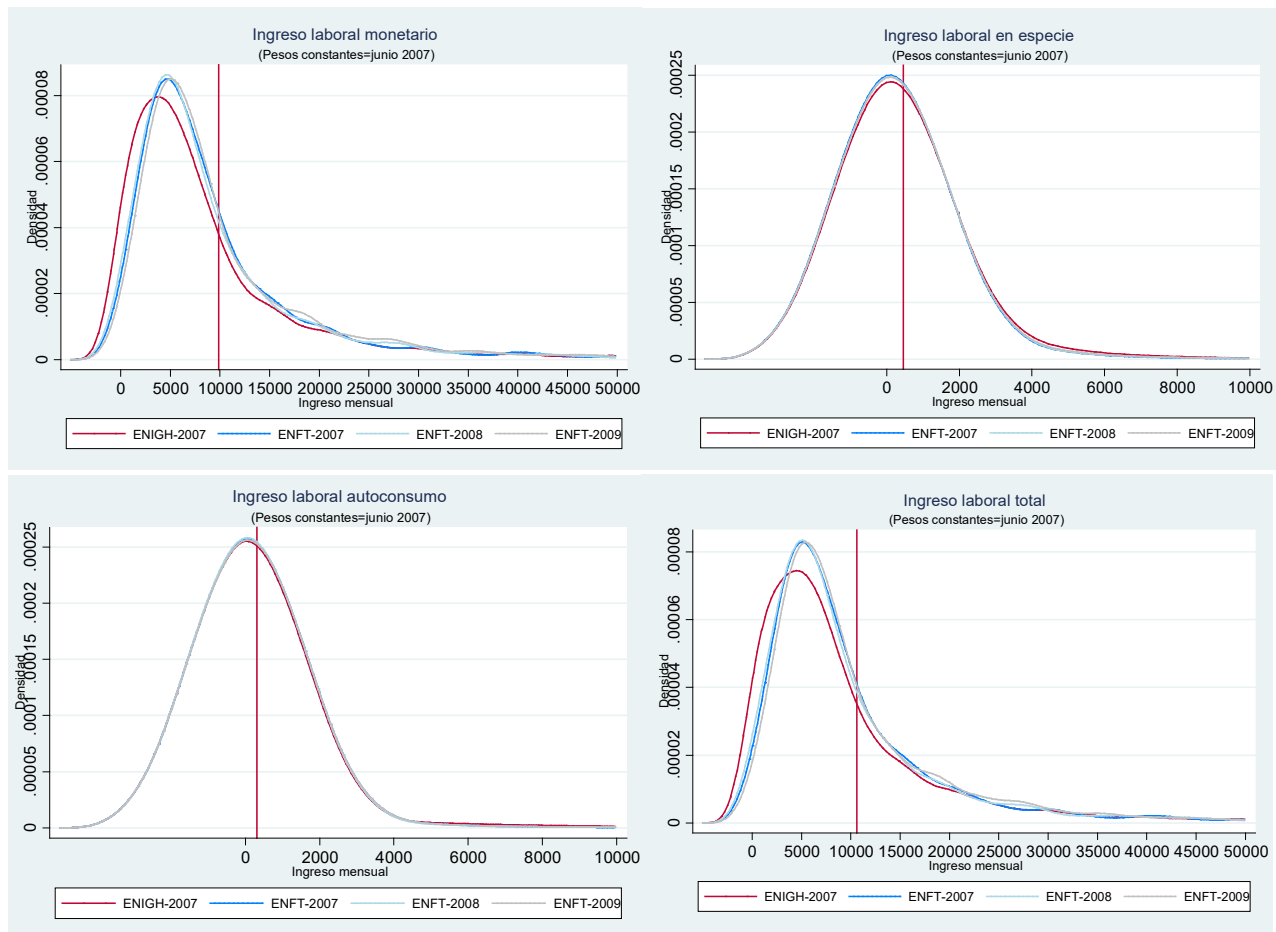 Ingreso laboral monetario
(Pesos constantes=junio 2007)
Densidad
0 .00002 .00004 .00006 .00008
0 5000 10000 15000 20000 25000 30000 35000 40000 45000 50000
Ingreso mensual
ENIGH-2007 ENFT-2007 ENFT-2008 ENFT-2009
Ingreso laboral en especie
(Pesos constantes=junio 2007)
Densidad
0 .00005 .0001 .00015 .0002 .00025
0 2000 4000 6000 8000 10000
Ingreso mensual
ENIGH-2007 ENFT-2007 ENFT-2008 ENFT-2009
Ingreso laboral autoconsumo
(Pesos constantes=junio 2007)
Densidad
0 .00005 .0001 .00015 .0002 .00025
0 2000 4000 6000 8000 10000
Ingreso mensual
ENIGH-2007 ENFT-2007 ENFT-2008 ENFT-2009
Ingreso laboral total
(Pesos constantes=junio 2007)
Densidad
0 .00002 .00004 .00006 .00008
0 5000 10000 15000 20000 25000 30000 35000 40000 45000 50000
Ingreso mensual
ENIGH-2007 ENFT-2007 ENFT-2008 ENFT-2009